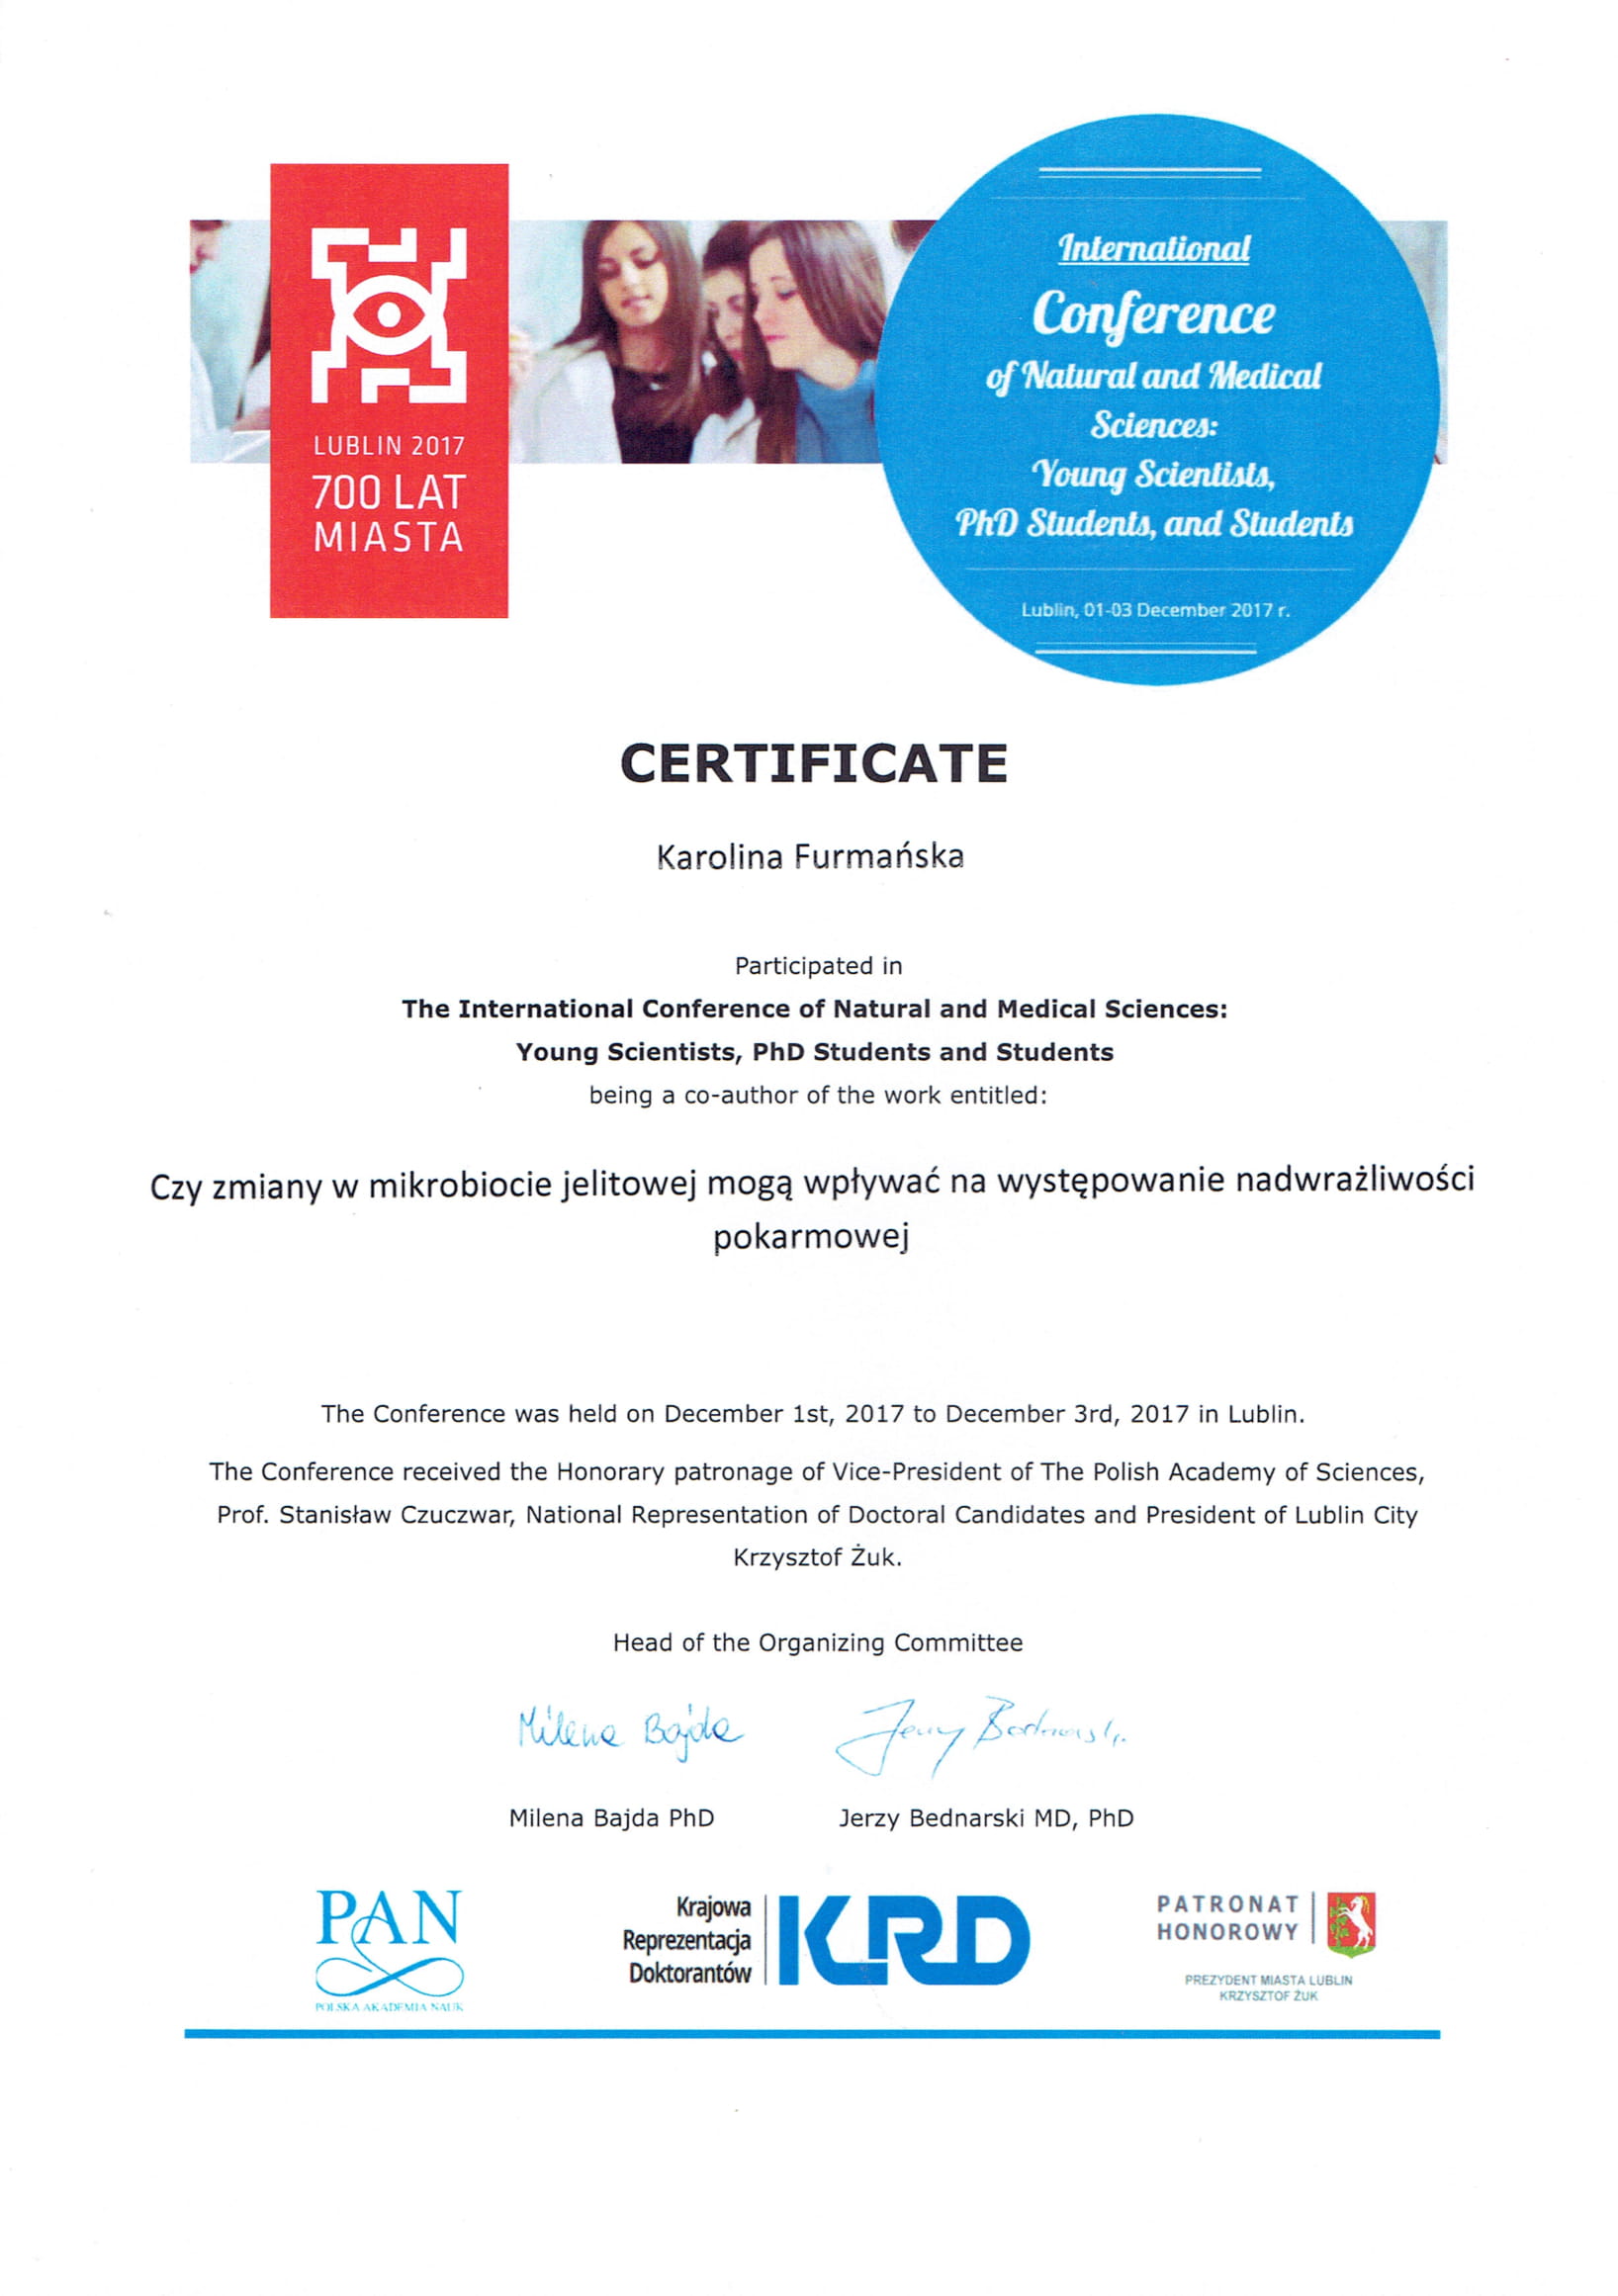 LUBLIN 2017
700 LAT
MIASTA
International
Conference
of Natural and Medical
Sciences:
Young Scientists,
PhD Students, and Students
Lublin, 01-03 December 2017 r.
CERTIFICATE
Karolina Furmańska
Participated in
The International Conference of Natural and Medical Sciences:
Young Scientists, PhD Students and Students
being a co-author of the work entitled:
Czy zmiany w mikrobiocie jelitowej mogą wpływać na występowanie nadwrażliwości
pokarmowej
The Conference was held on December 1st, 2017 to December 3rd, 2017 in Lublin.
The Conference received the Honorary patronage of Vice-President of The Polish Academy of Sciences,
Prof. Stanisław Czuczwar, National Representation of Doctoral Candidates and President of Lublin City
Krzysztof Żuk.
Head of the Organizing Committee
Milena Bajda Jerzy Bednarski
Milena Bajda PhD Jerzy Bednarski MD, PhD
PAN
POLSKA AKADEMIA NAUK
Krajowa
Reprezentacja
Doktorantów
KRD
PATRONAT
HONOROWY
PREZYDENT MIASTA LUBLIN
KRZYSZTOF ŻUK